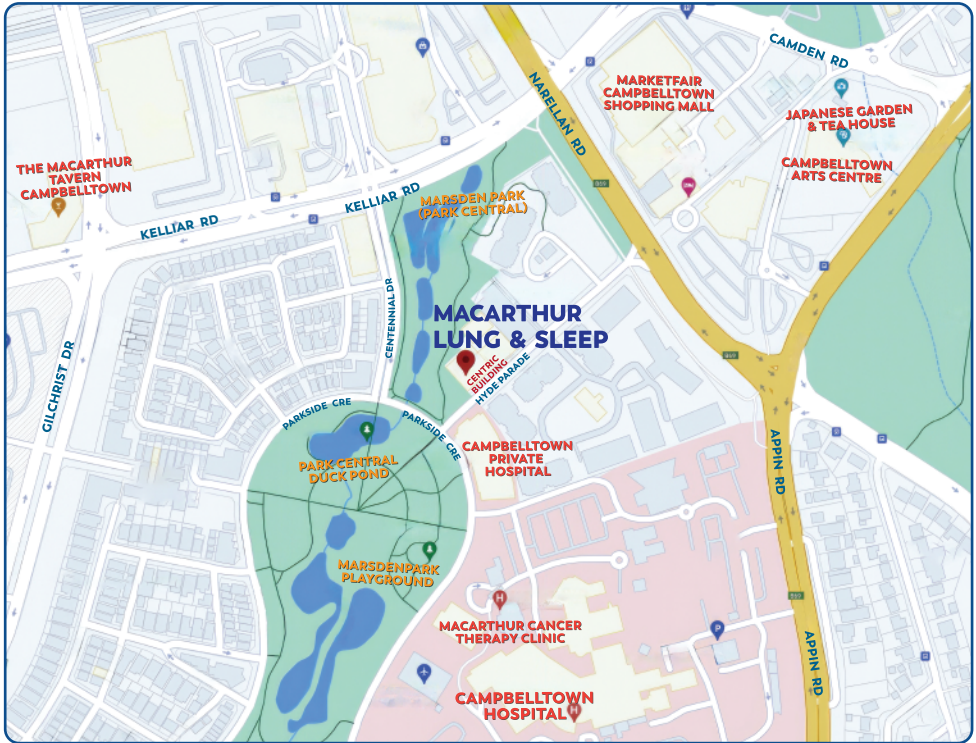 CAMDEN RD
NARELLAN RD
MARKETFAIR
CAMPBELLTOWN
SHOPPING MALL
JAPANESE GARDEN
& TEA HOUSE
CAMPBELLTOWN
ARTS CENTRE
THE MACARTHUR
TAVERN
CAMPBELLTOWN
KELLIAR RD
KELLIAR RD
MARSDEN PARK
(PARK CENTRAL)
CENTENNIAL DR
MACARTHUR
LUNG & SLEEP
CENTRIC
BUILDING
HYDE PARADE
GILCHRIST DR
PARKSIDE CRE
PARKSIDE CRE
CAMPBELLTOWN
PRIVATE
HOSPITAL
PARK CENTRAL
DUCK POND
APPIN RD
MARSDENPARK
PLAYGROUND
H
MACARTHUR CANCER
THERAPY CLINIC
P
APPIN RD
CAMPBELLTOWN
HOSPITAL
H